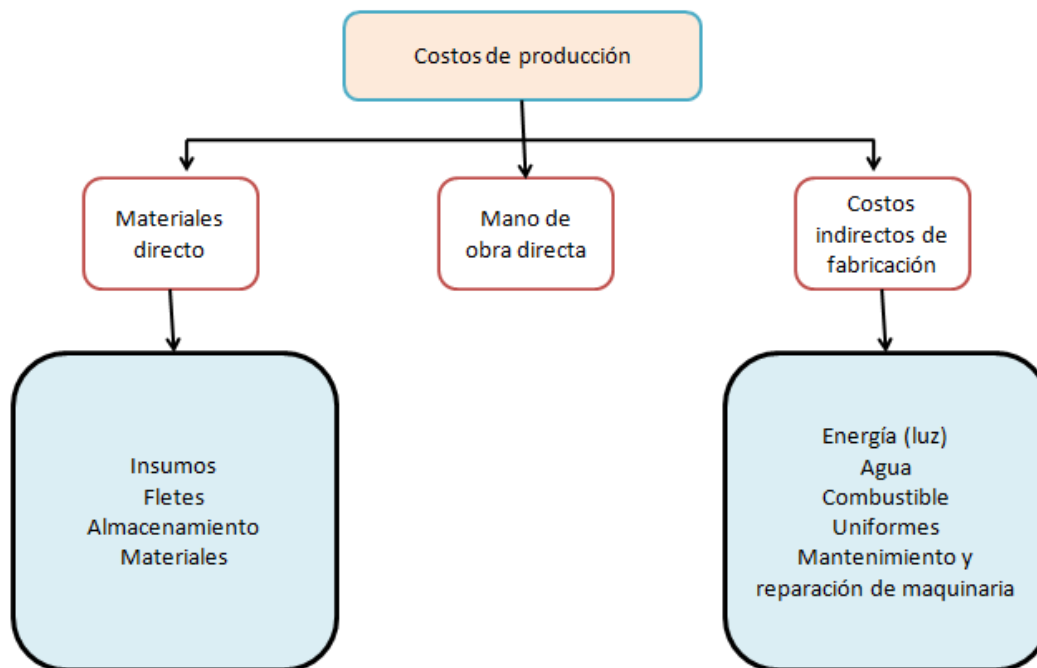 Costos de producción
Materiales
directo
Mano de
obra directa
Costos
indirectos de
fabricación
Insumos
Fletes
Almacenamiento
Materiales
Energía (luz)
Agua
Combustible
Uniformes
Mantenimiento y
reparación de maquinaria